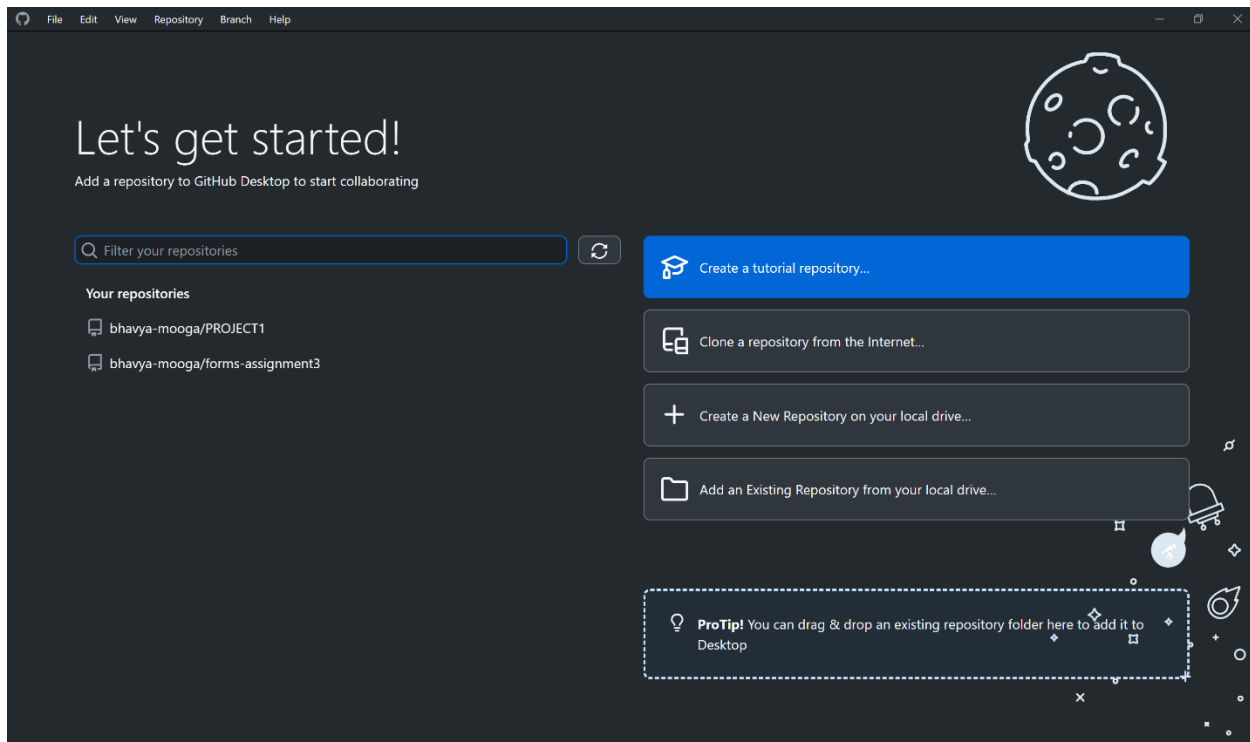 File Edit View Repository Branch Help
Let's get started!
Add a repository to GitHub Desktop to start collaborating
Filter your repositories
Your repositories
bhavya-mooga/PROJECT1
bhavya-mooga/forms-assignment3
Create a tutorial repository...
Clone a repository from the Internet...
Create a New Repository on your local drive...
Add an Existing Repository from your local drive...
ProTip! You can drag & drop an existing repository folder here to add it to
Desktop